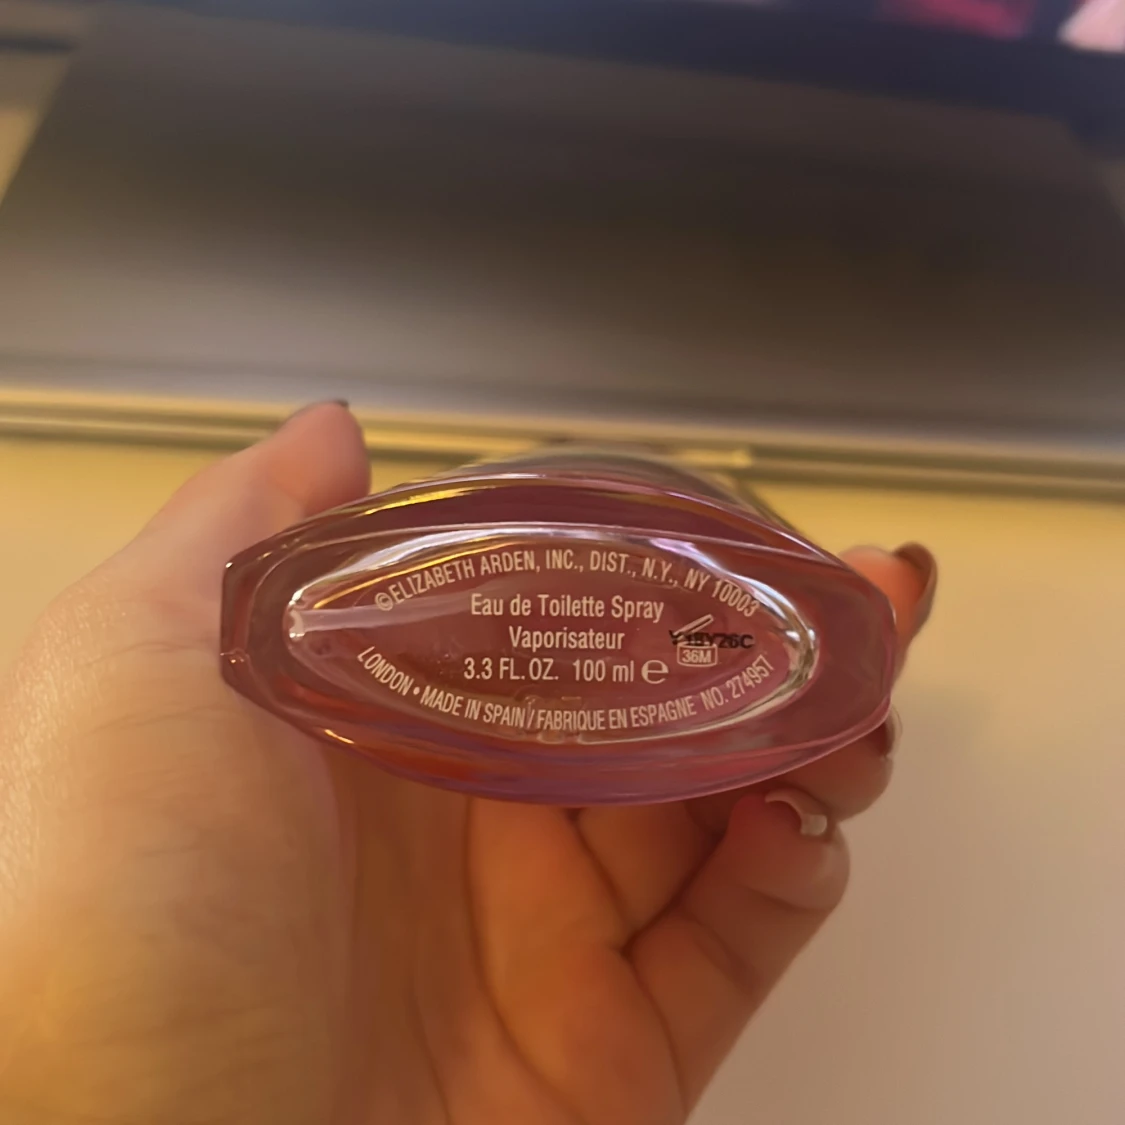 ©ELIZABETH ARDEN, INC., DIST., N.Y., NY 10003
Eau de Toilette Spray
Vaporisateur
36M
3.3 FL.OZ. 100 ml ℮
LONDON • MADE IN SPAIN / FABRIQUE EN ESPAGNE NO. 274957